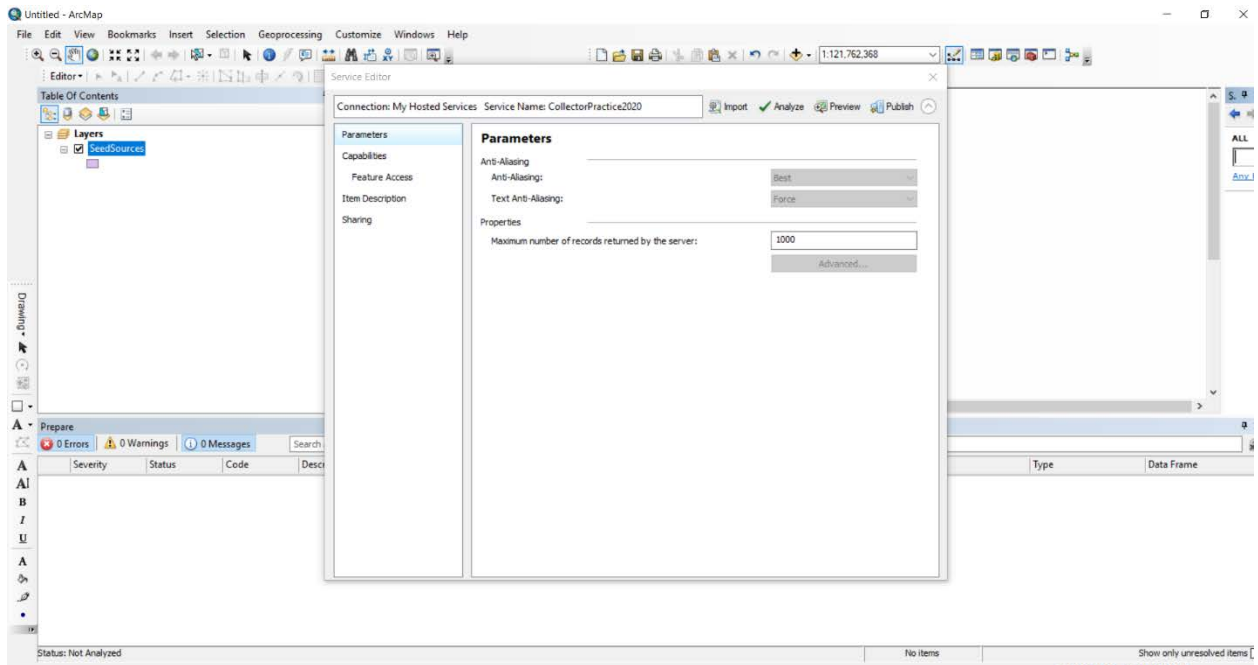 Untitled - ArcMap
File Edit View Bookmarks Insert Selection Geoprocessing Customize Windows Help
1:121,762,368
Editor
Service Editor
Table Of Contents
Layers
SeedSources
Connection: My Hosted Services Service Name: CollectorPractice2020
Import Analyze Preview Publish
Parameters
Capabilities
Feature Access
Item Description
Sharing
Parameters
Anti-Aliasing
Anti-Aliasing: Best
Text Anti-Aliasing: Force
Properties
Maximum number of records returned by the server: 1000
Advanced....
S.
ALL
Any
Drawing
Prepare
0 Errors 0 Warnings 0 Messages Search
Severity Status Code Descr Type Data Frame
A
A
AI
B
I
U
A
Status: Not Analyzed No items Show only unresolved items